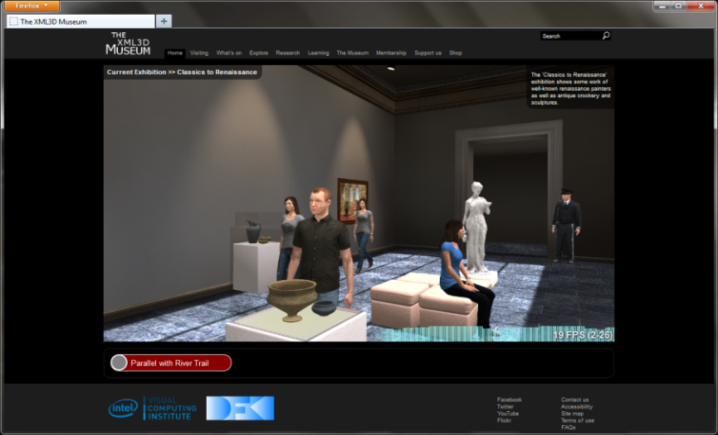 Firefox
The XML3D Museum
THE
XML3D
MUSEUM
Search
Home Visiting What's on Explore Research Learning The Museum Membership Support us Shop
Current Exhibition >> Classics to Renaissance
The 'Classics to Renaissance'
exhibition shows some work of
well-known renaissance painters
as well as antique crockery and
sculptures.
19 FPS (2-26)
Parallel with River Trail
intel VISUAL
COMPUTING
INSTITUTE
DFKI
Facebook
Twitter
YouTube
Flickr
Contact us
Accessibility
Site map
Terms of use
FAQs